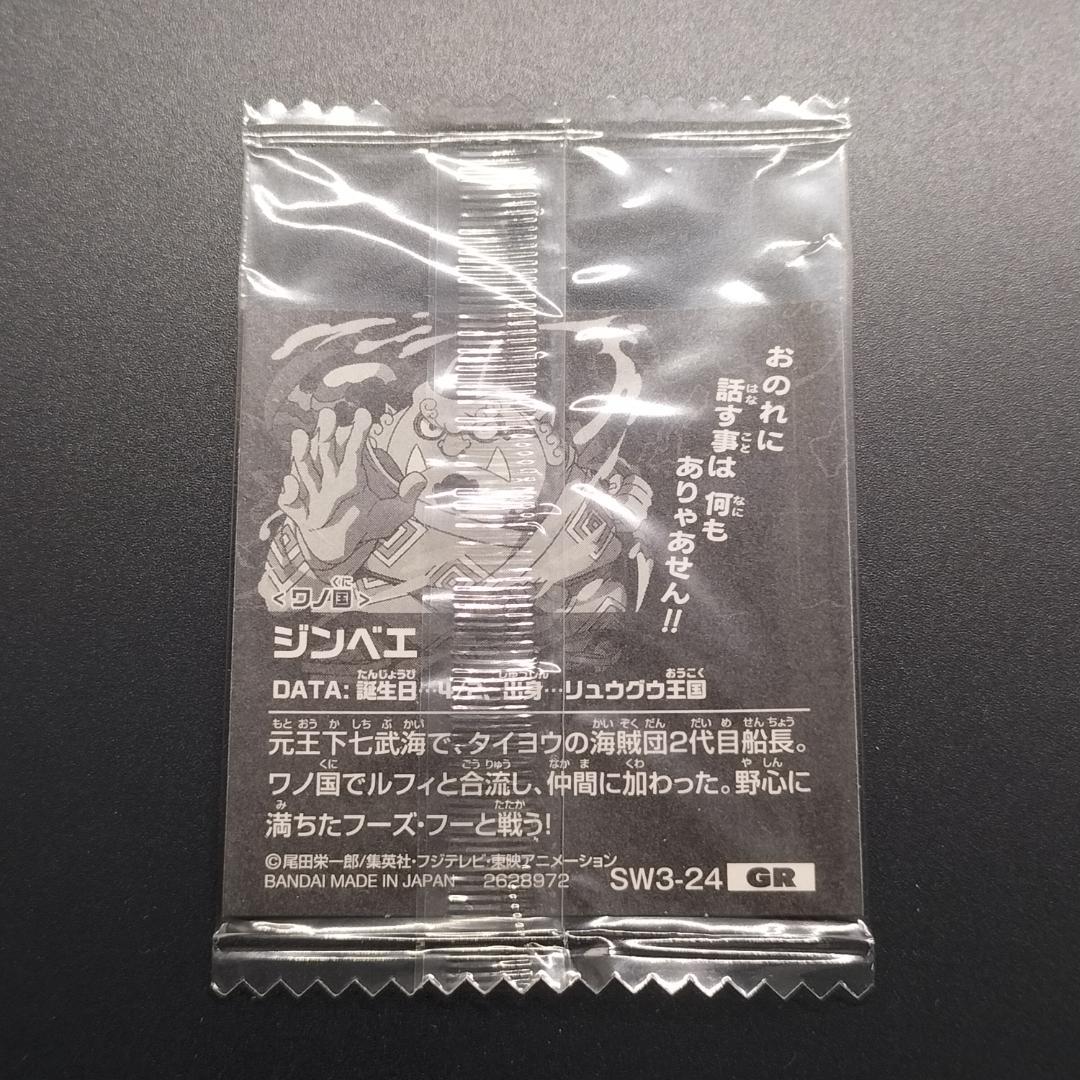 おのれに
話す事は 何も
ありゃあせん!!
<ワノ国>
ジンベエ
DATA: 誕生日…4/2、出身…リュウグウ王国
元王下七武海で、タイヨウの海賊団2代目船長。
ワノ国でルフィと合流し、仲間に加わった。野心に
満ちたフーズ・フーと戦う!
©尾田栄一郎/集英社・フジテレビ・東映アニメーション
BANDAI MADE IN JAPAN 2628972 SW3-24 GR